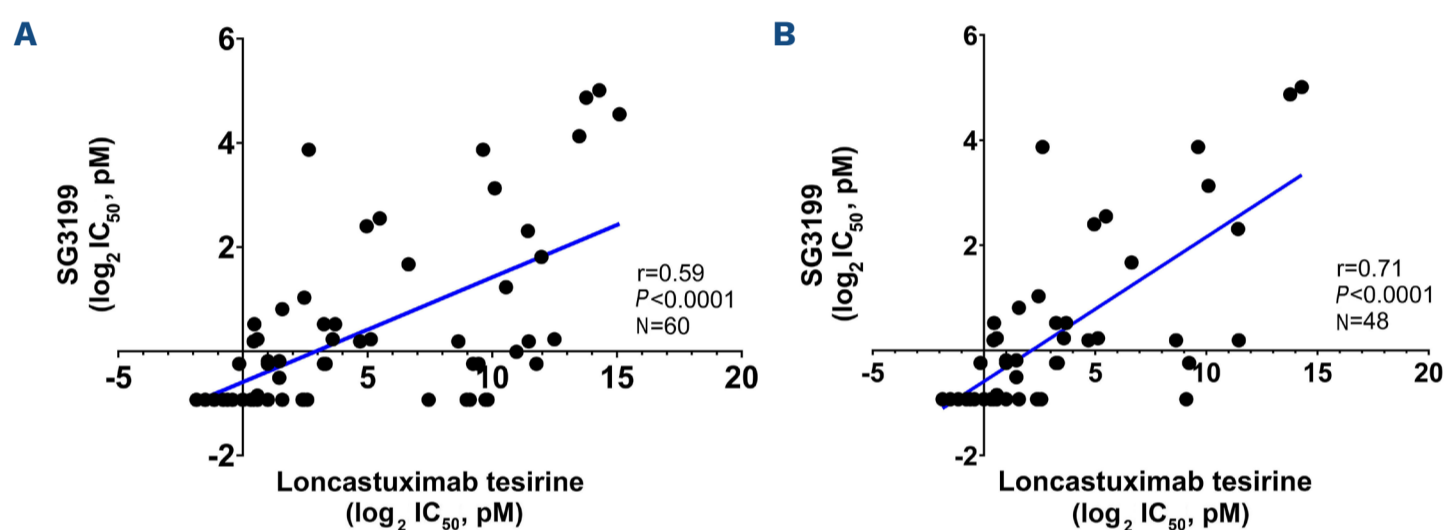 A
SG3199
(log2 IC50, pM)
6
4
2
-2
-5
5
10
15
20
r=0.59
P<0.0001
N=60
Loncastuximab tesirine
(log2 IC50, pM)
B
SG3199
(log2 IC50, pM)
6
4
2
-2
-5
5
10
15
20
r=0.71
P<0.0001
N=48
Loncastuximab tesirine
(log2 IC50, pM)